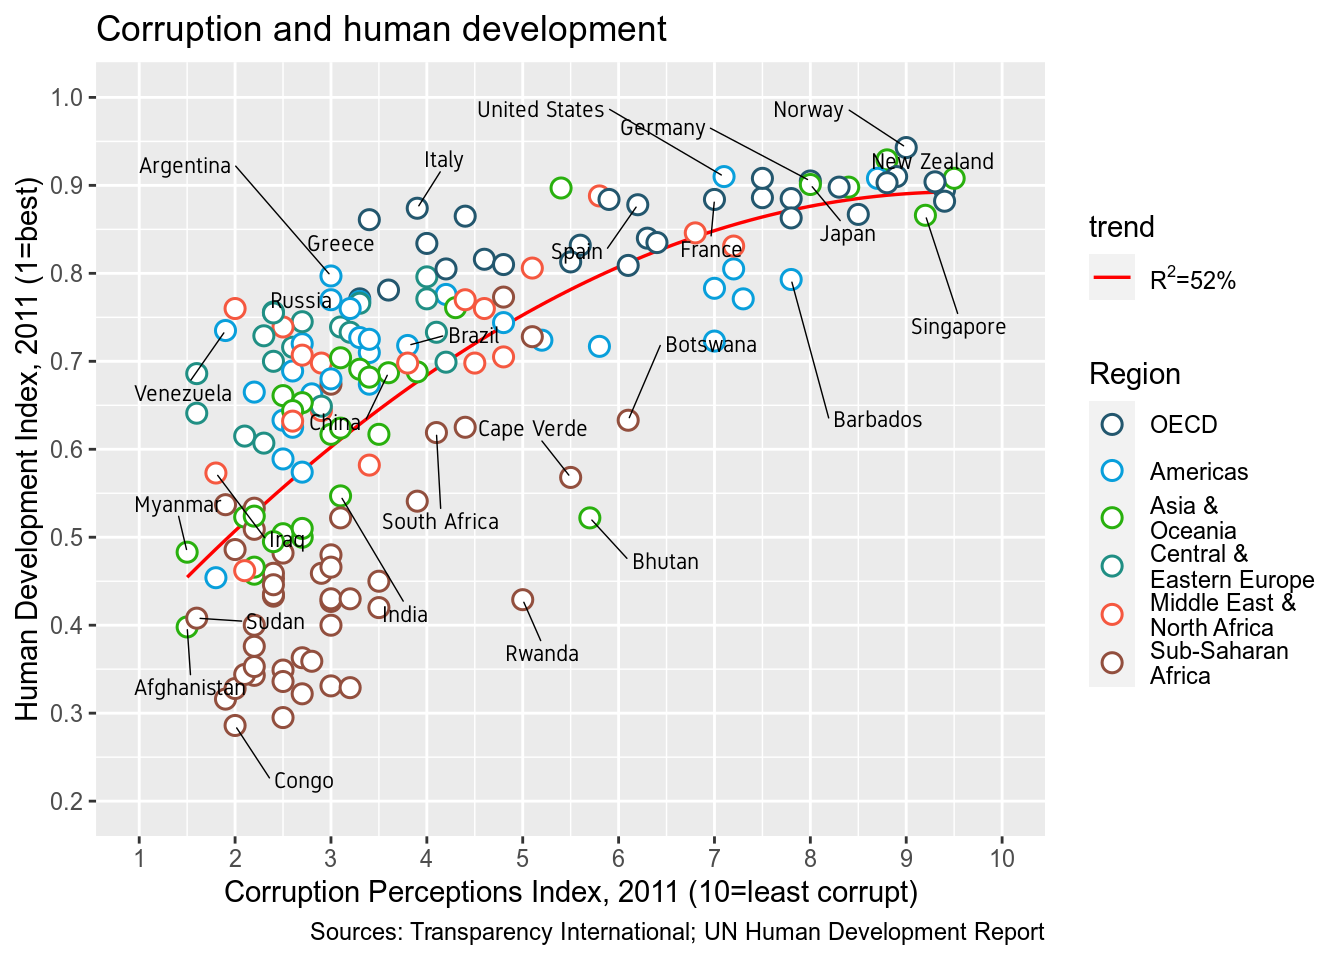 Corruption and human development
Human Development Index, 2011 (1=best)
1.0
0.9
0.8
0.7
0.6
0.5
0.4
0.3
0.2
United States
Norway
Germany
Argentina
Italy
New Zealand
Greece
Spain
France
Japan
Russia
Singapore
Brazil
Botswana
Venezuela
China
Cape Verde
Barbados
Myanmar
South Africa
Iraq
Bhutan
India
Sudan
Rwanda
Afghanistan
Congo
1 2 3 4 5 6 7 8 9 10
Corruption Perceptions Index, 2011 (10=least corrupt)
Sources: Transparency International; UN Human Development Report
trend
R²=52%
Region
OECD
Americas
Asia &
Oceania
Central &
Eastern Europe
Middle East &
North Africa
Sub-Saharan
Africa